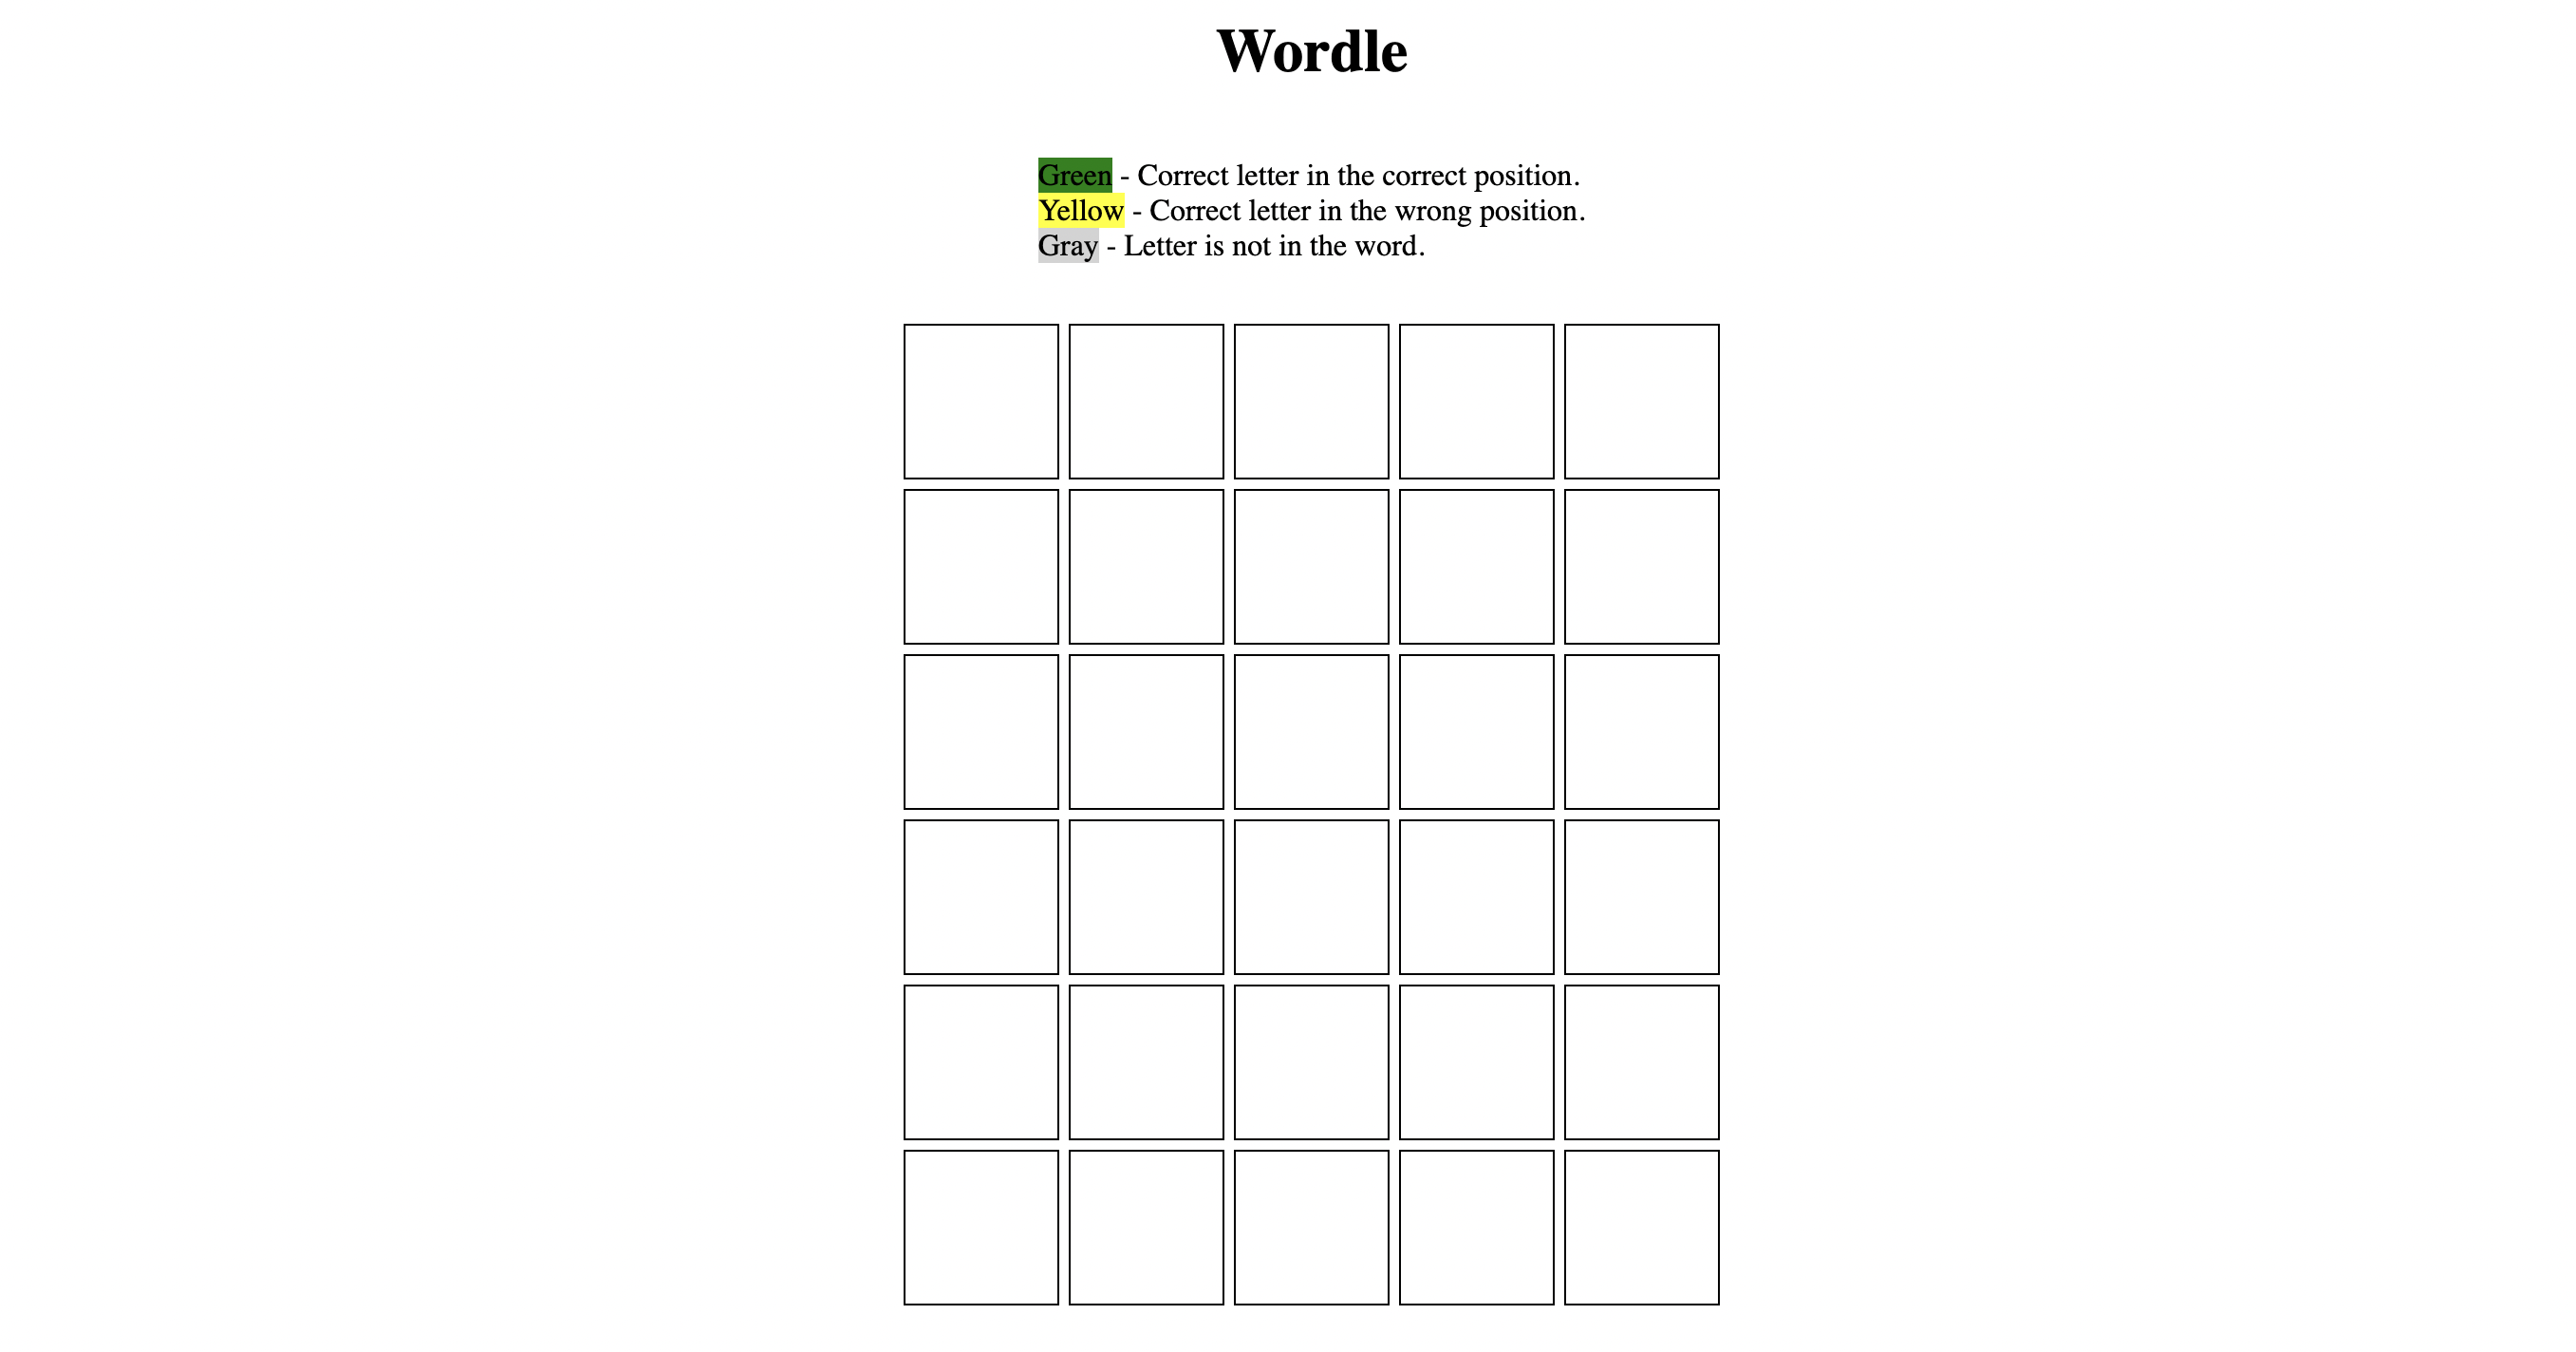 Wordle
Green - Correct letter in the correct position.
Yellow - Correct letter in the wrong position.
Gray - Letter is not in the word.